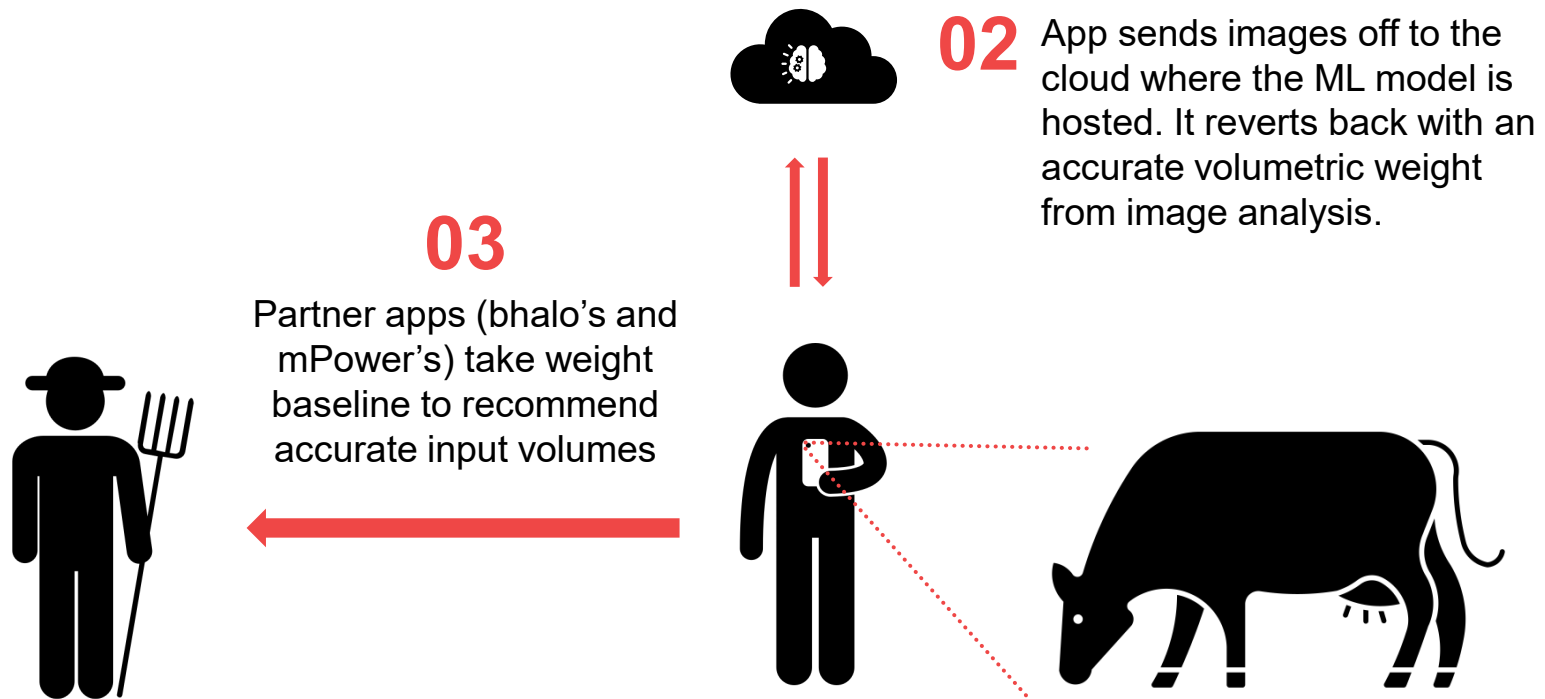 02
App sends images off to the
cloud where the ML model is
hosted. It reverts back with an
accurate volumetric weight
from image analysis.
03
Partner apps (bhalo’s and
mPower’s) take weight
baseline to recommend
accurate input volumes